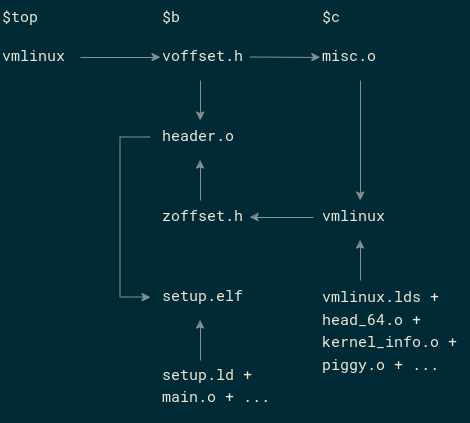 $top $b $c
vmlinux voffset.h misc.o
header.o
zoffset.h vmlinux
setup.elf vmlinux.lds +
head_64.o +
kernel_info.o +
piggy.o + ...
setup.ld +
main.o + ...